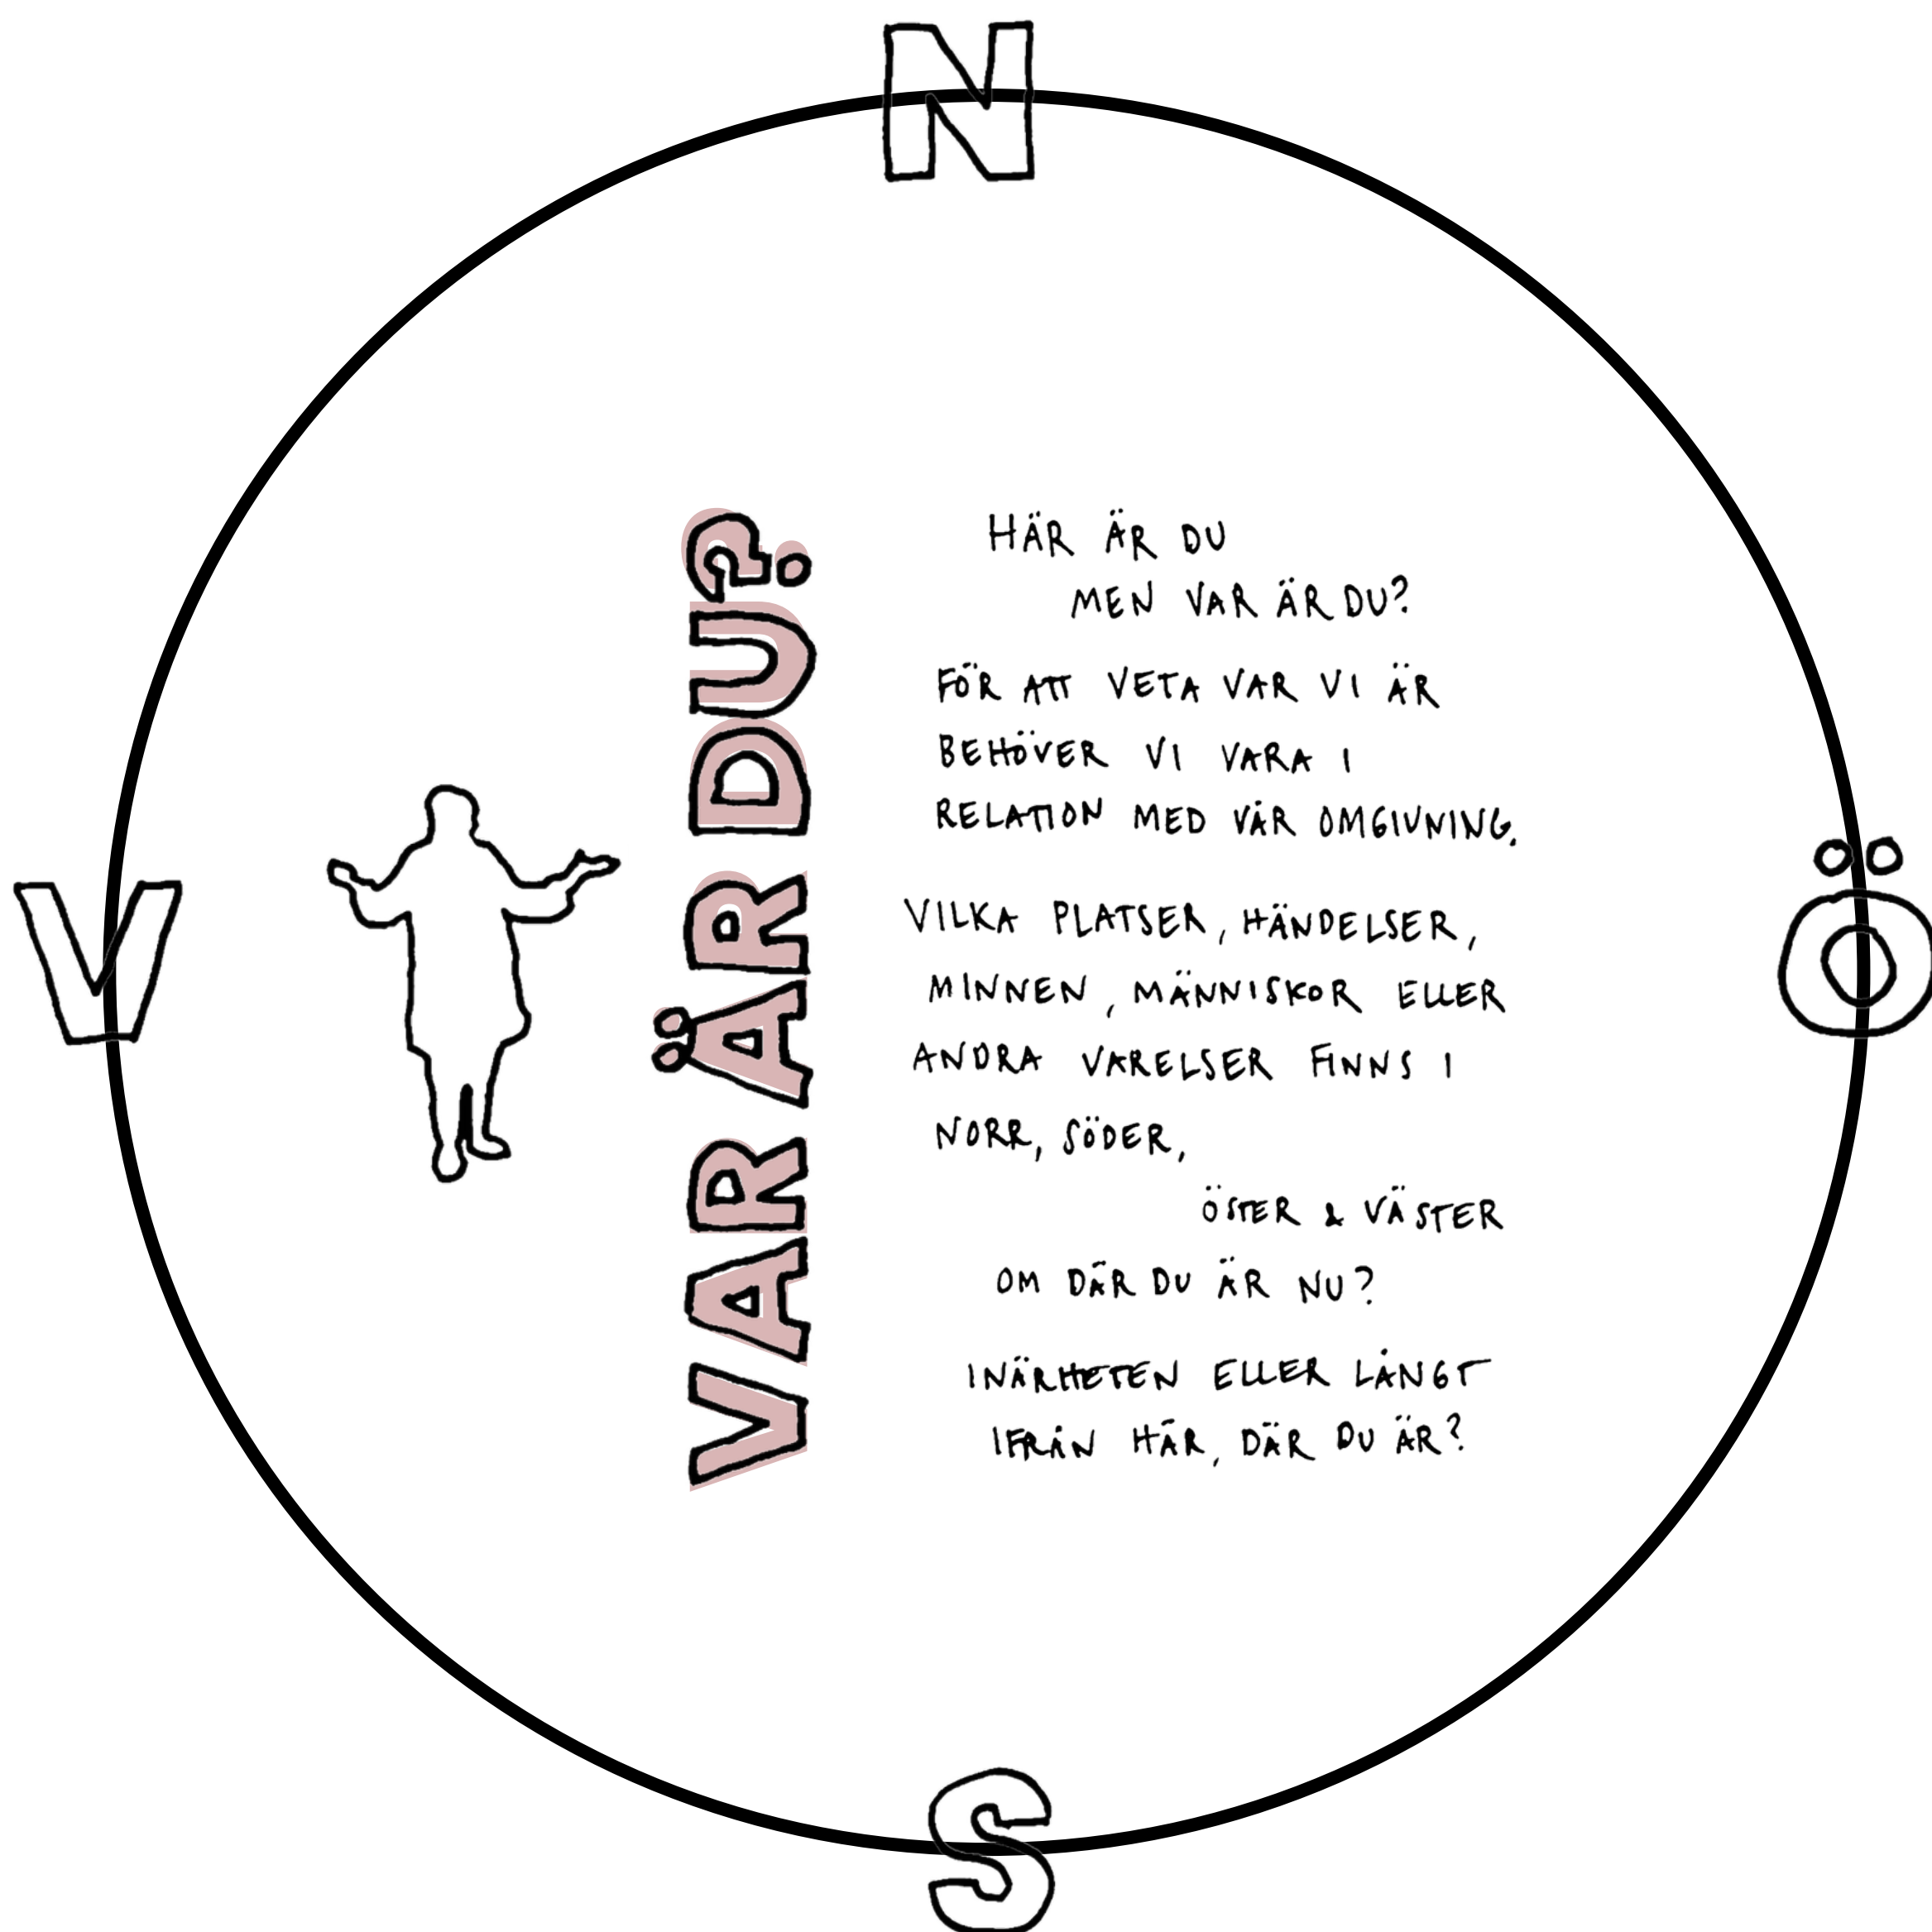 N
VAR ÄR DU?
HÄR ÄR DU
MEN VAR ÄR DU?
FÖR ATT VETA VAR VI ÄR
BEHÖVER VI VARA I
RELATION MED VÅR OMGIVNING.
VILKA PLATSER, HÄNDELSER,
MINNEN, MÄNNISKOR ELLER
ANDRA VARELSER FINNS I
NORR, SÖDER,
ÖSTER & VÄSTER
OM DÄR DU ÄR NU?
I NÄRHETEN ELLER LÅNGT
IFRÅN HÄR, DÄR DU ÄR?
V
Ö
S